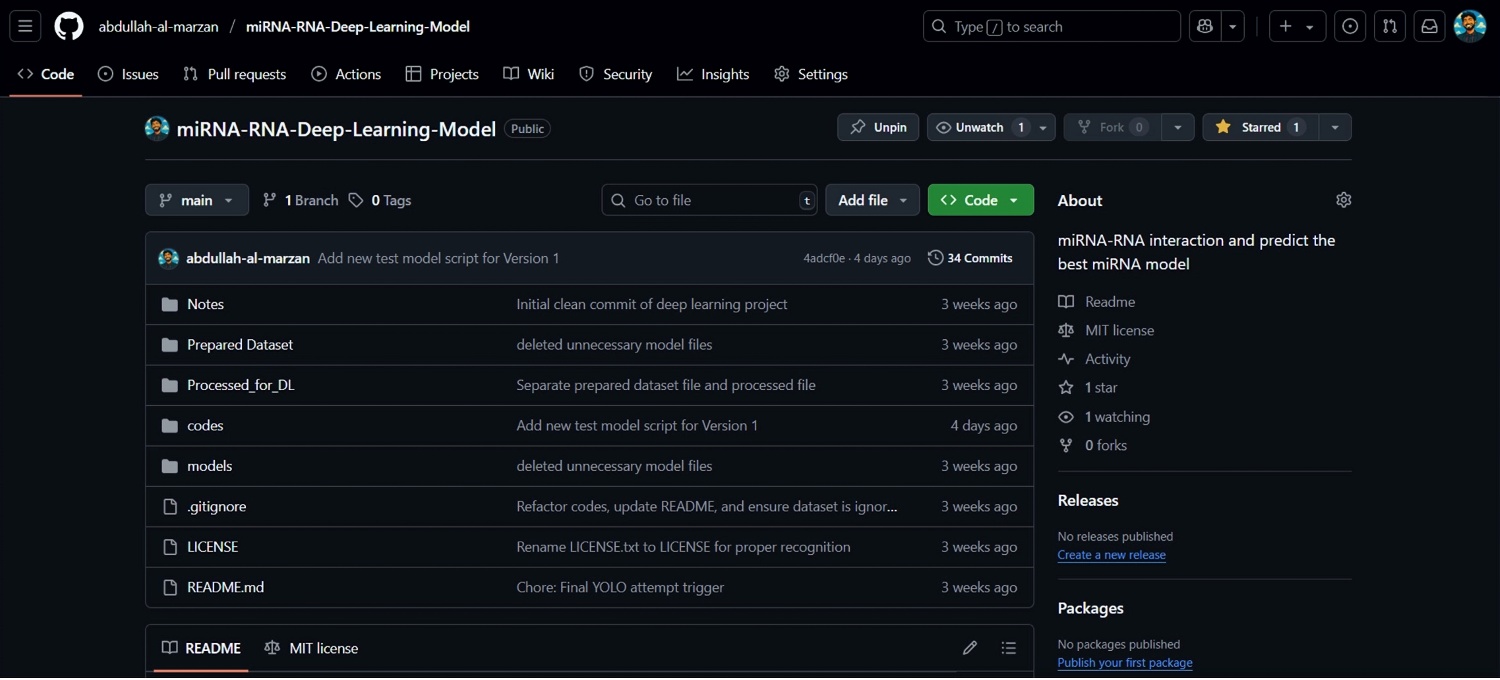 abdullah-al-marzan / miRNA-RNA-Deep-Learning-Model
Type / to search
Code Issues Pull requests Actions Projects Wiki Security Insights Settings
miRNA-RNA-Deep-Learning-Model Public
Unpin Unwatch 1 Fork 0 Starred 1
main 1 Branch 0 Tags Go to file t Add file Code
abdullah-al-marzan Add new test model script for Version 1 4adcf0e · 4 days ago 34 Commits
Notes Initial clean commit of deep learning project 3 weeks ago
Prepared Dataset deleted unnecessary model files 3 weeks ago
Processed_for_DL Separate prepared dataset file and processed file 3 weeks ago
codes Add new test model script for Version 1 4 days ago
models deleted unnecessary model files 3 weeks ago
.gitignore Refactor codes, update README, and ensure dataset is ignor... 3 weeks ago
LICENSE Rename LICENSE.txt to LICENSE for proper recognition 3 weeks ago
README.md Chore: Final YOLO attempt trigger 3 weeks ago
README MIT license
About
miRNA-RNA interaction and predict the
best miRNA model
Readme
MIT license
Activity
1 star
1 watching
0 forks
Releases
No releases published
Create a new release
Packages
No packages published
Publish your first package